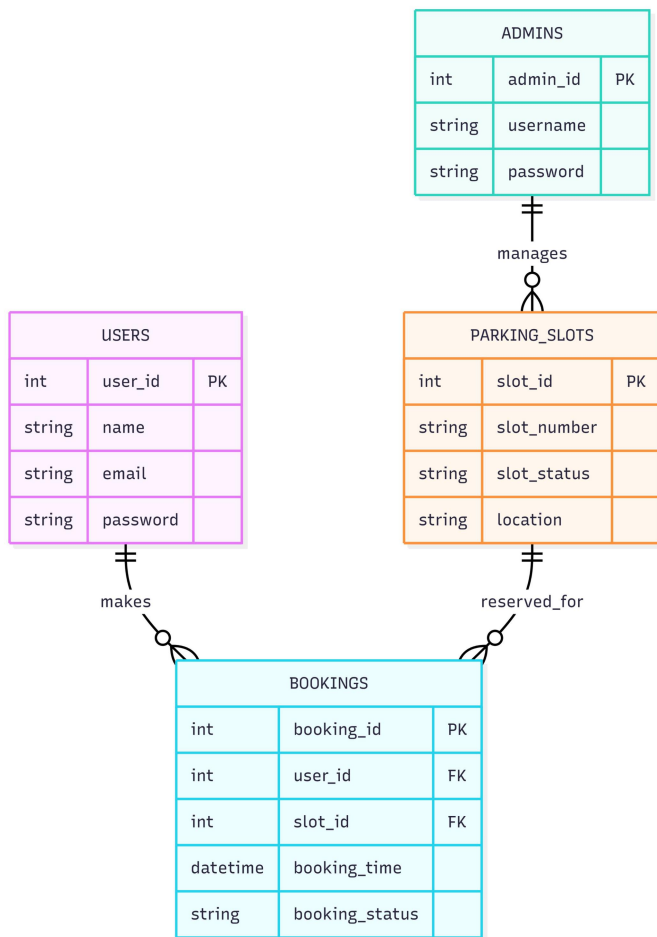 ADMINS
int admin_id PK
string username
string password
manages
USERS
int user_id PK
string name
string email
string password
PARKING_SLOTS
int slot_id PK
string slot_number
string slot_status
string location
makes
reserved_for
BOOKINGS
int booking_id PK
int user_id FK
int slot_id FK
datetime booking_time
string booking_status